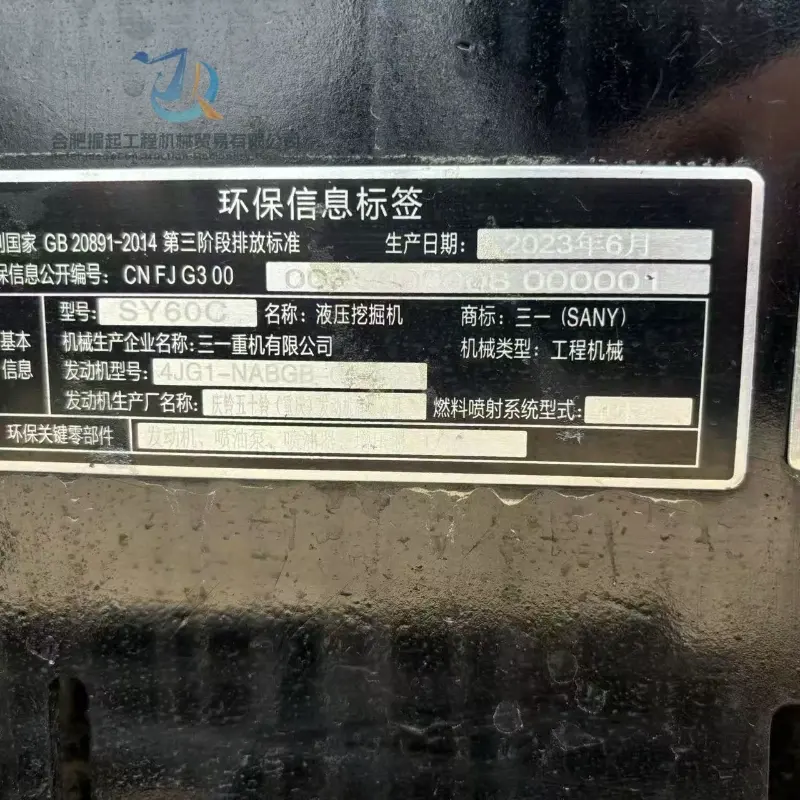 合肥掘起工程机械贸易有限公司
环保信息标签
国家 GB 20891-2014 第三阶段排放标准 生产日期: 2023年6月
保信息公开编号: CN FJ G3 00 000001
型号: SY60C 名称: 液压挖掘机 商标: 三一 (SANY)
基本 机械生产企业名称:三一重机有限公司 机械类型: 工程机械
信息 发动机型号: 4JG1-NABGB
发动机生产厂名称: 庆铃五十铃 燃料喷射系统型式:
环保关键零部件 发动机、喷油泵、喷油器、